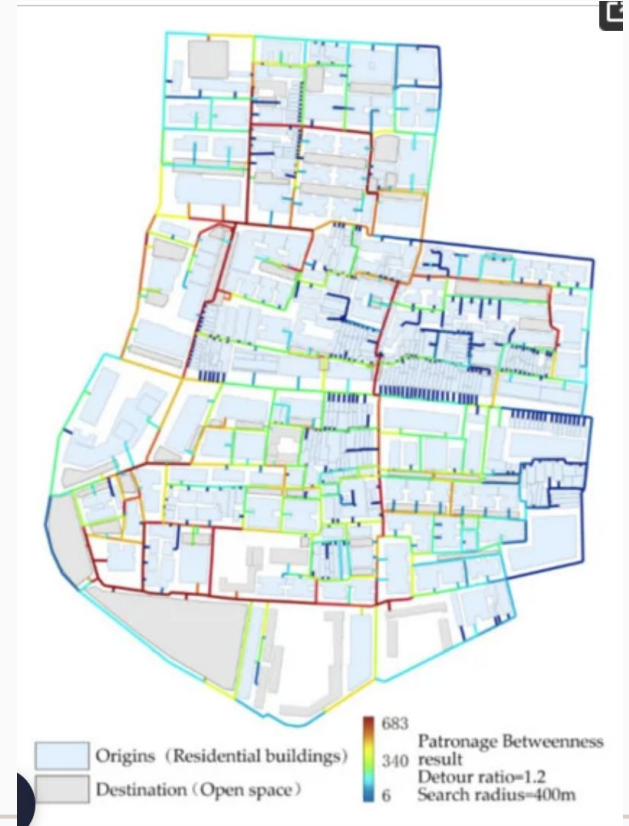 Origins（Residential buildings）
Destination（Open space）
683
340
6
Patronage Betweenness
result
Detour ratio=1.2
Search radius=400m